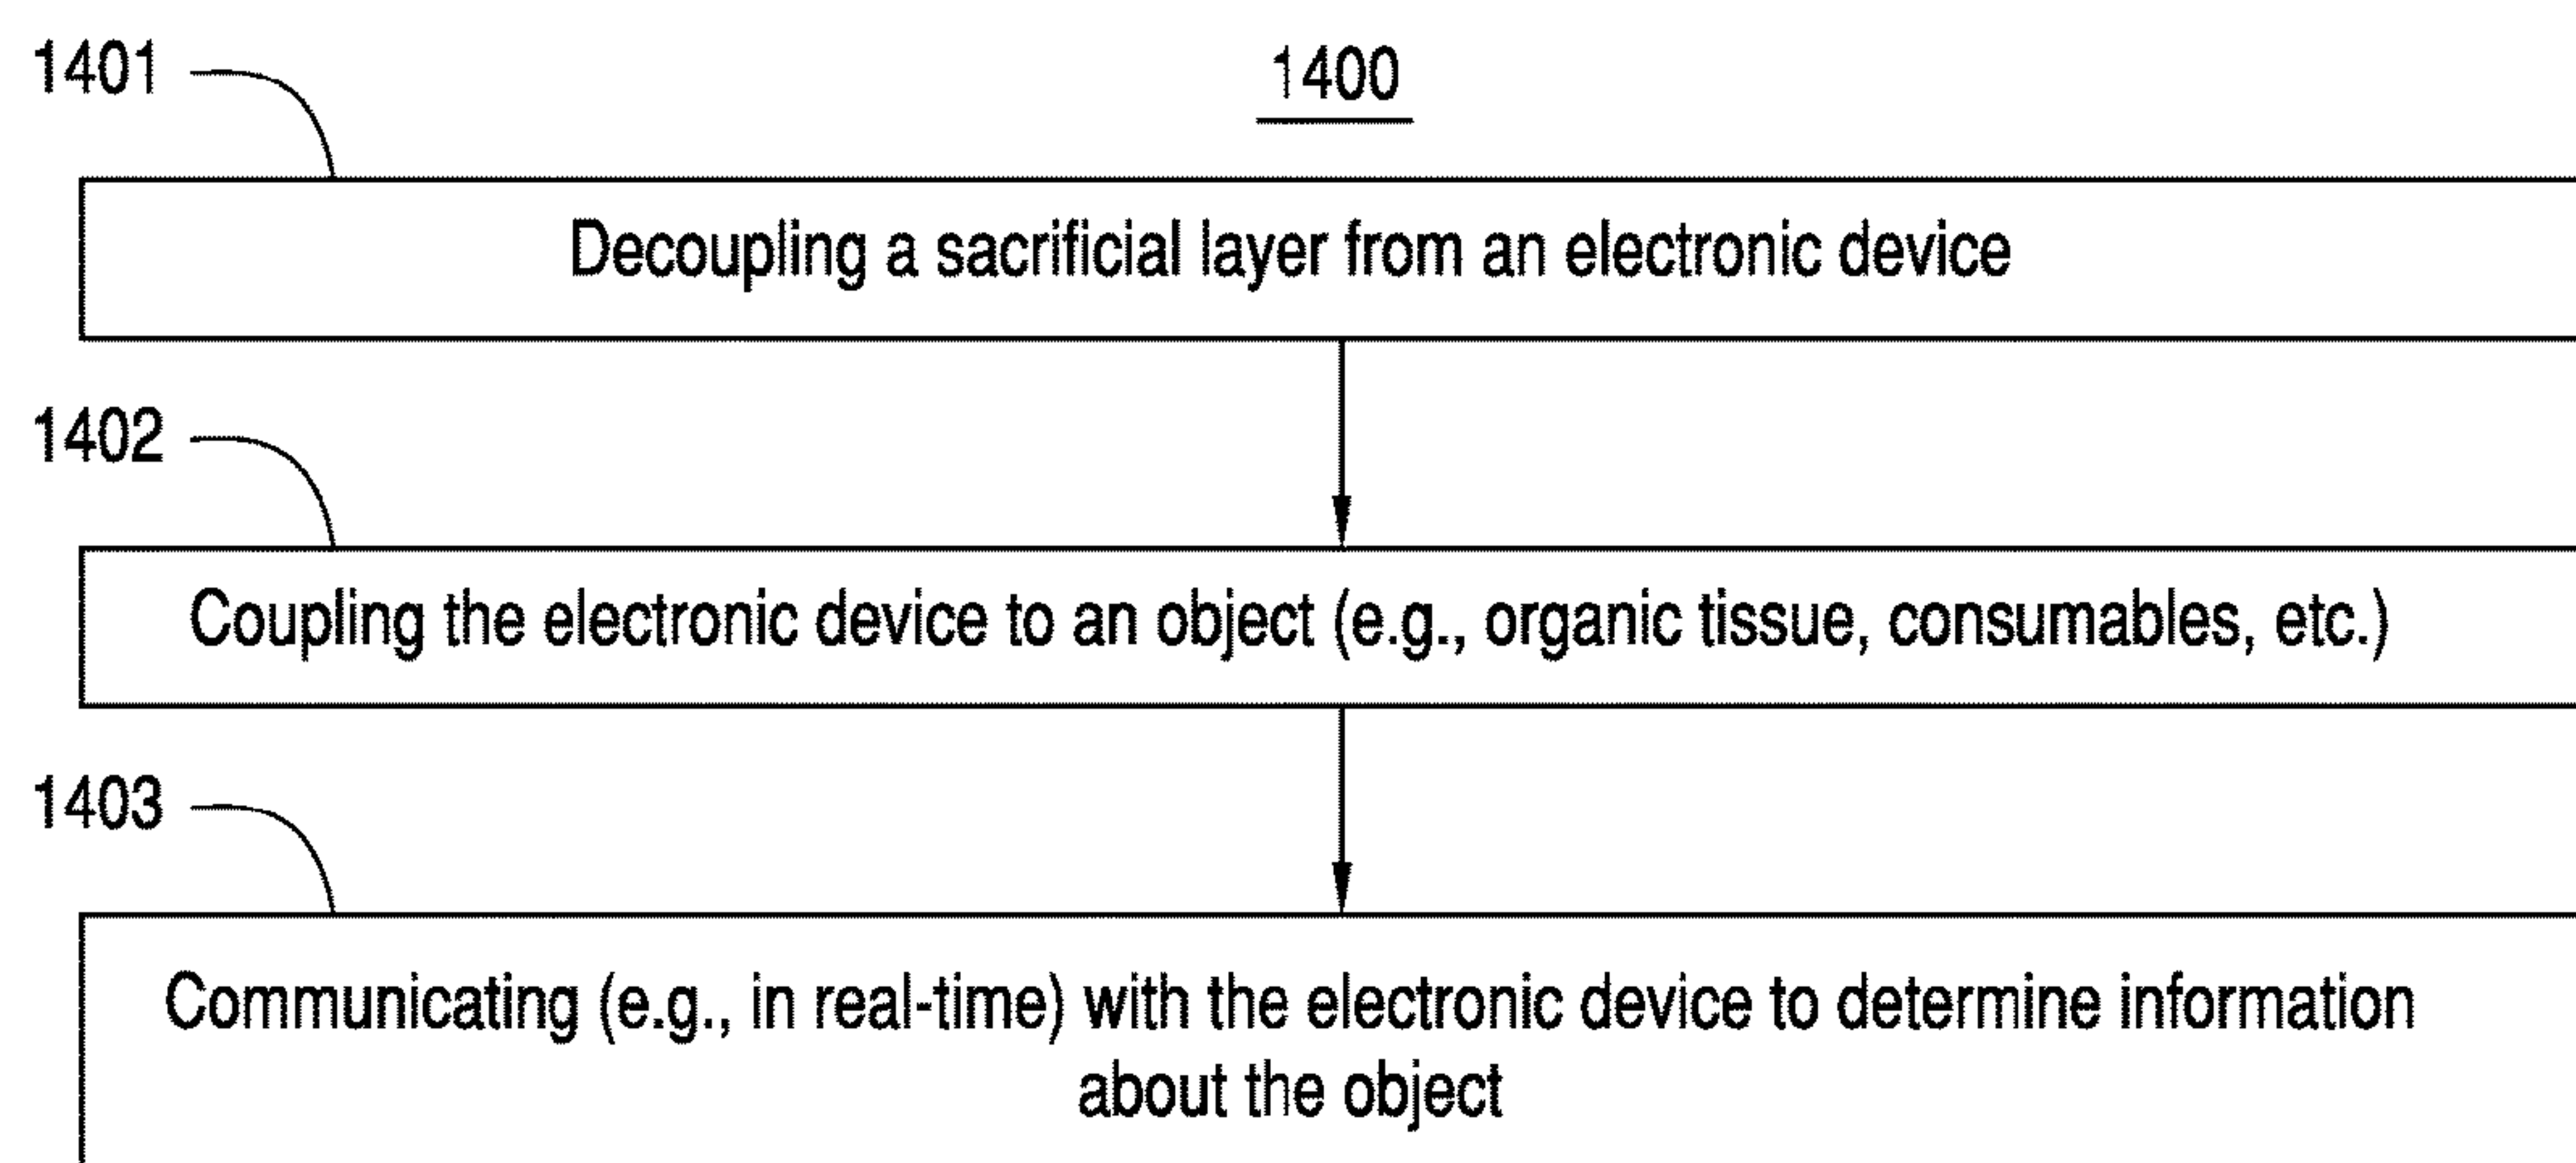 1400
1401
Decoupling a sacrificial layer from an electronic device
1402
Coupling the electronic device to an object (e.g., organic tissue, consumables, etc.)
1403
Communicating (e.g., in real-time) with the electronic device to determine information
about the object